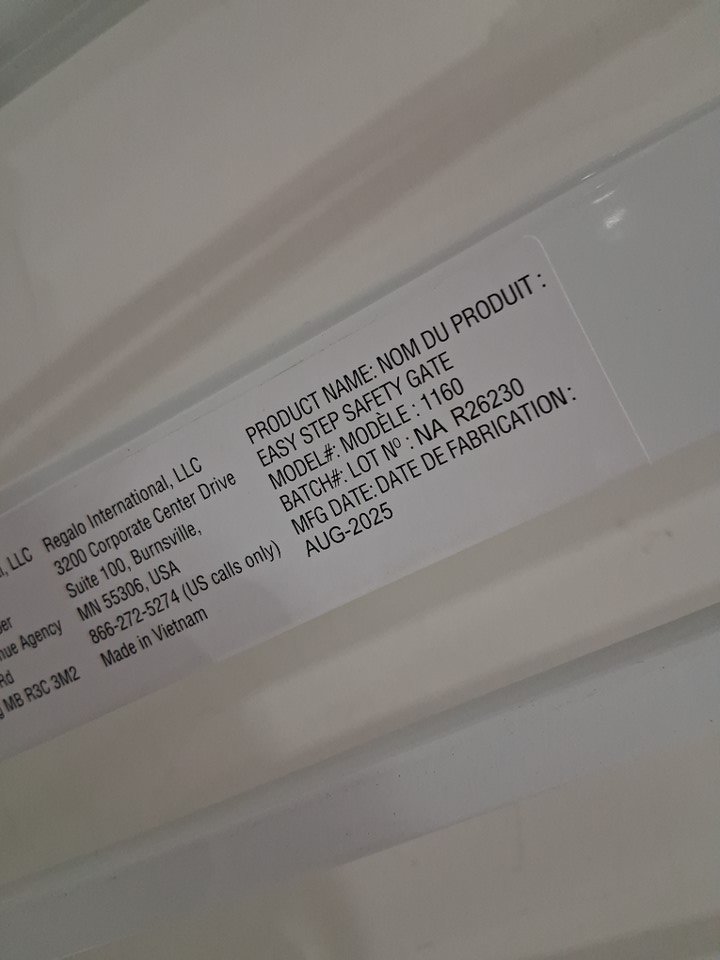 , LLC
nue Agency
Rd
MB R3C 3M2
Regalo International, LLC
3200 Corporate Center Drive
Suite 100, Burnsville,
MN 55306, USA
866-272-5274 (US calls only)
Made in Vietnam
PRODUCT NAME: NOM DU PRODUIT :
EASY STEP SAFETY GATE
MODEL#: MODÈLE : 1160
BATCH#: LOT Nº : NA R26230
MFG DATE: DATE DE FABRICATION :
AUG-2025